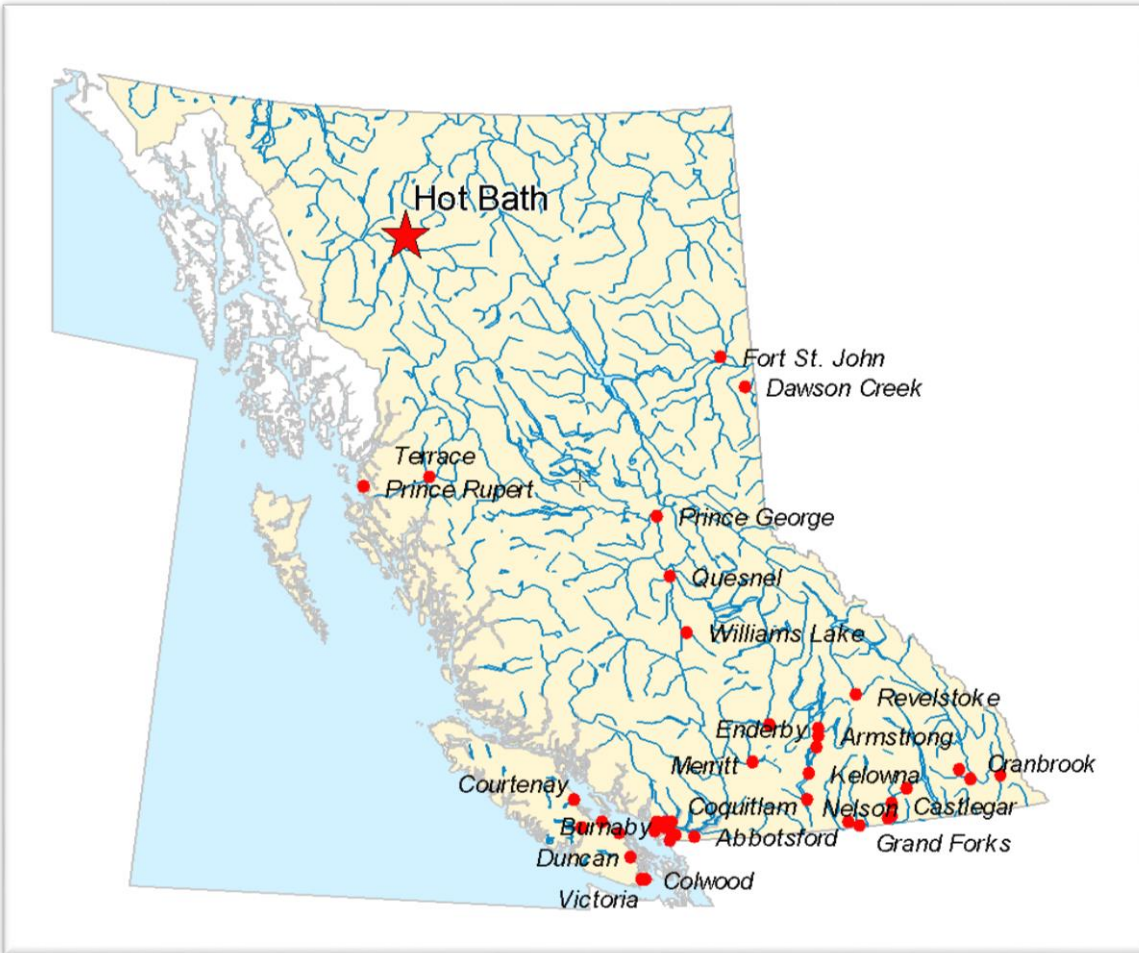 Hot Bath
Fort St. John
Dawson Creek
Terrace
Prince Rupert
Prince George
Quesnel
Williams Lake
Revelstoke
Enderby
Armstrong
Merritt
Kelowna
Cranbrook
Courtenay
Coquitlam
Nelson
Castlegar
Burnaby
Abbotsford
Grand Forks
Duncan
Colwood
Victoria